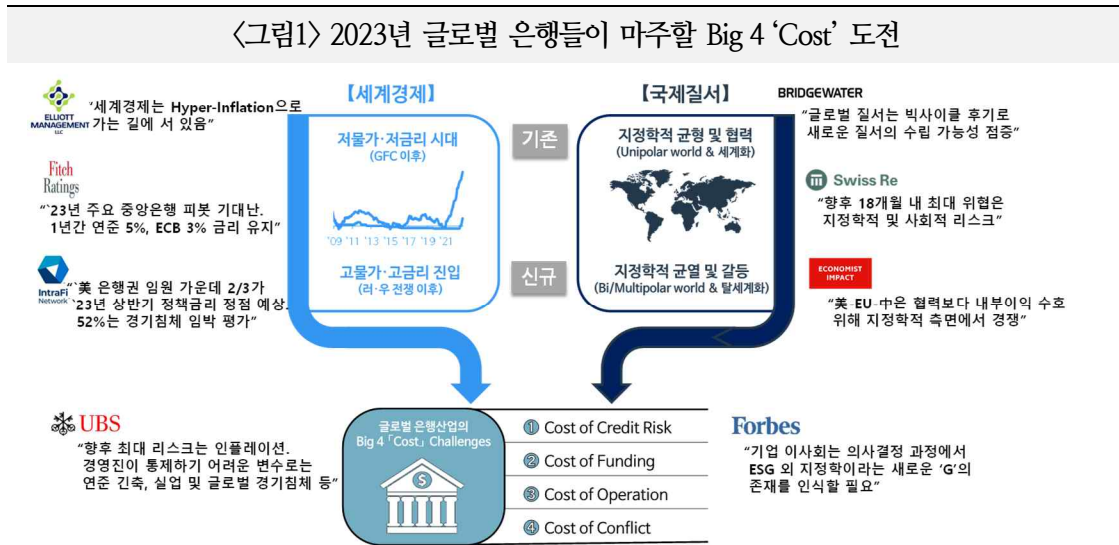 <그림1> 2023년 글로벌 은행들이 마주할 Big 4 ‘Cost’ 도전
ELLIOTT
MANAGEMENT
LLC
“세계경제는 Hyper-Inflation으로
가는 길에 서 있음”
Fitch
Ratings
“`23년 주요 중앙은행 피봇 기대난.
1년간 연준 5%, ECB 3% 금리 유지”
IntraFi
Network
“`美 은행권 임원 가운데 2/3가
`23년 상반기 정책금리 정점 예상.
52%는 경기침체 임박 평가”
【세계경제】
저물가·저금리 시대
(GFC 이후)
'09 '11 '13 '15 '17 '19 '21
고물가·고금리 진입
(러·우 전쟁 이후)
기존
신규
【국제질서】
지정학적 균형 및 협력
(Unipolar world & 세계화)
지정학적 균열 및 갈등
(Bi/Multipolar world & 탈세계화)
BRIDGEWATER
“글로벌 질서는 빅사이클 후기로
새로운 질서의 수립 가능성 점증”
Swiss Re
“향후 18개월 내 최대 위협은
지정학적 및 사회적 리스크”
ECONOMIST
IMPACT
“美-EU-中은 협력보다 내부이익 수호
위해 지정학적 측면에서 경쟁”
UBS
“향후 최대 리스크는 인플레이션.
경영진이 통제하기 어려운 변수로는
연준 긴축, 실업 및 글로벌 경기침체 등”
글로벌 은행산업의
Big 4「Cost」Challenges
$
① Cost of Credit Risk
② Cost of Funding
③ Cost of Operation
④ Cost of Conflict
Forbes
“기업 이사회는 의사결정 과정에서
ESG 외 지정학이라는 새로운 ‘G’의
존재를 인식할 필요”